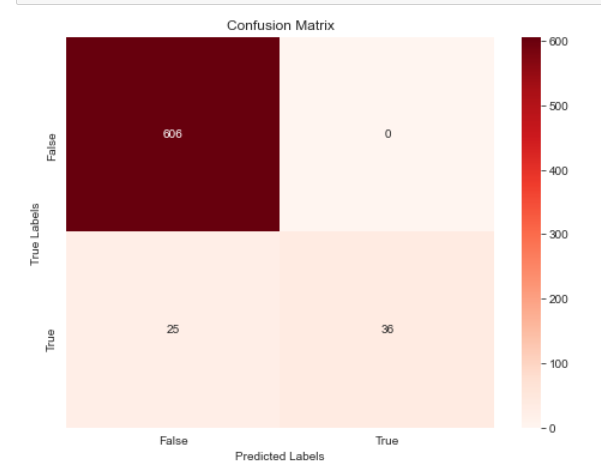 Confusion Matrix
600
500
400
300
200
100
0
606
0
25
36
False
True
True Labels
False
True
Predicted Labels